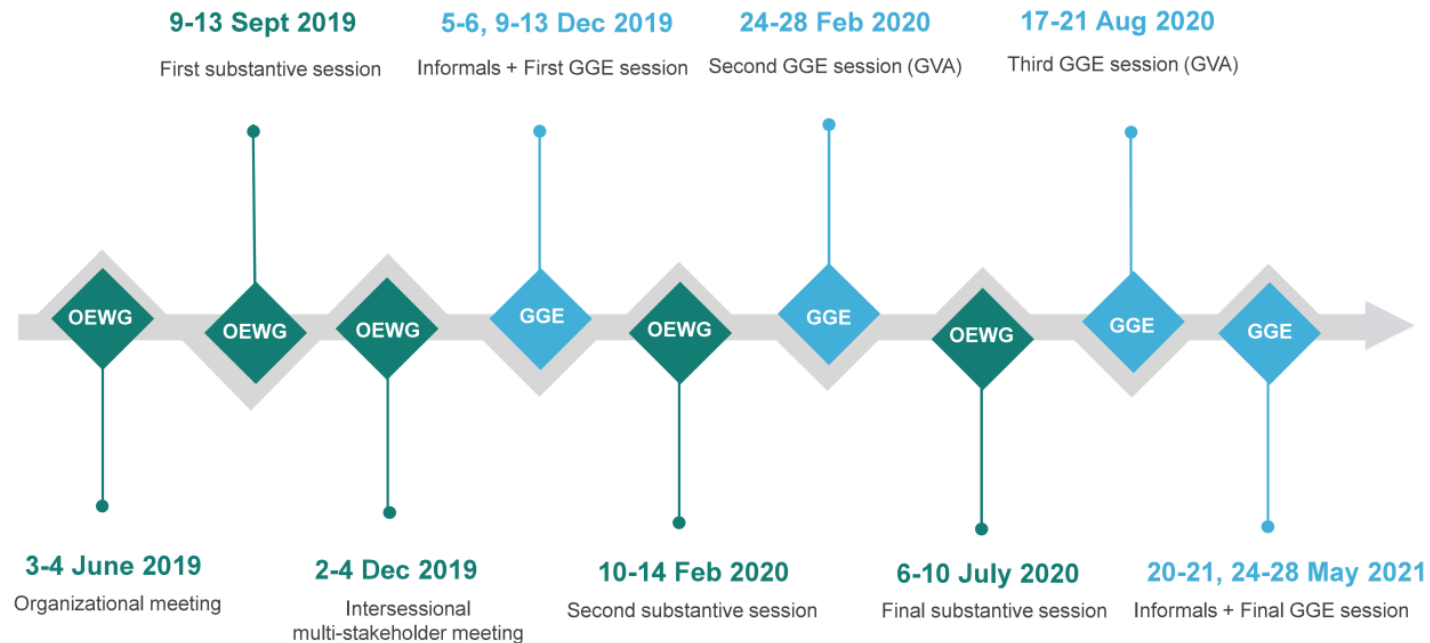 9-13 Sept 2019
First substantive session
5-6, 9-13 Dec 2019
Informals + First GGE session
24-28 Feb 2020
Second GGE session (GVA)
17-21 Aug 2020
Third GGE session (GVA)
OEWG
OEWG
OEWG
GGE
OEWG
GGE
OEWG
GGE
GGE
3-4 June 2019
Organizational meeting
2-4 Dec 2019
Intersessional
multi-stakeholder meeting
10-14 Feb 2020
Second substantive session
6-10 July 2020
Final substantive session
20-21, 24-28 May 2021
Informals + Final GGE session